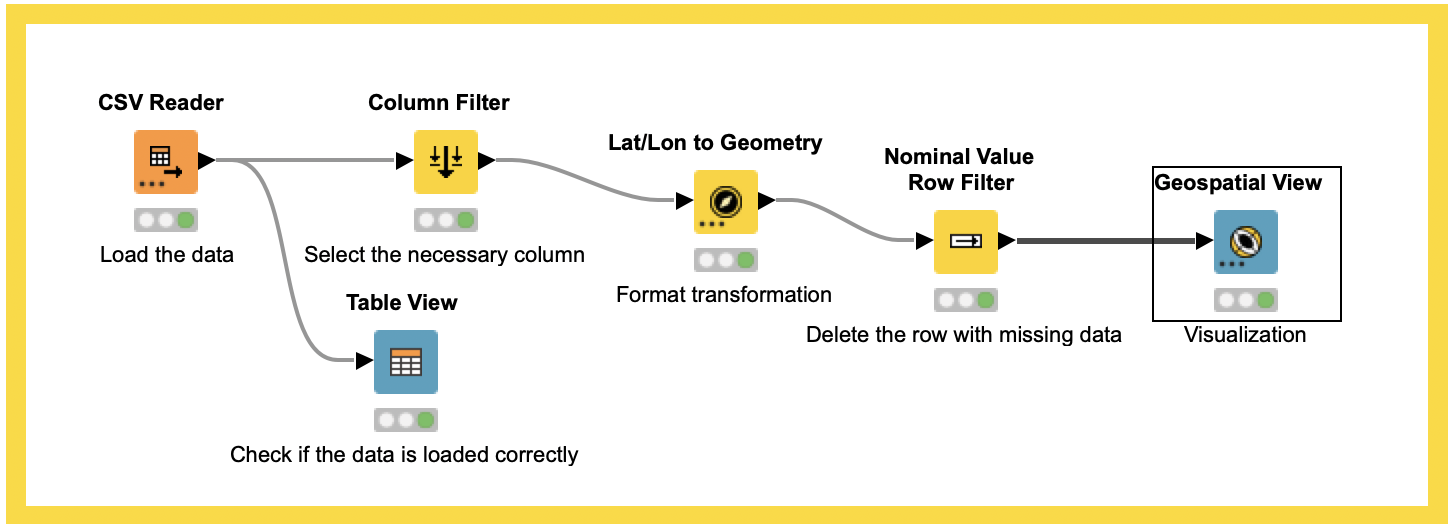 CSV Reader
Load the data
Column Filter
Select the necessary column
Table View
Check if the data is loaded correctly
Lat/Lon to Geometry
Format transformation
Nominal Value
Row Filter
Delete the row with missing data
Geospatial View
Visualization